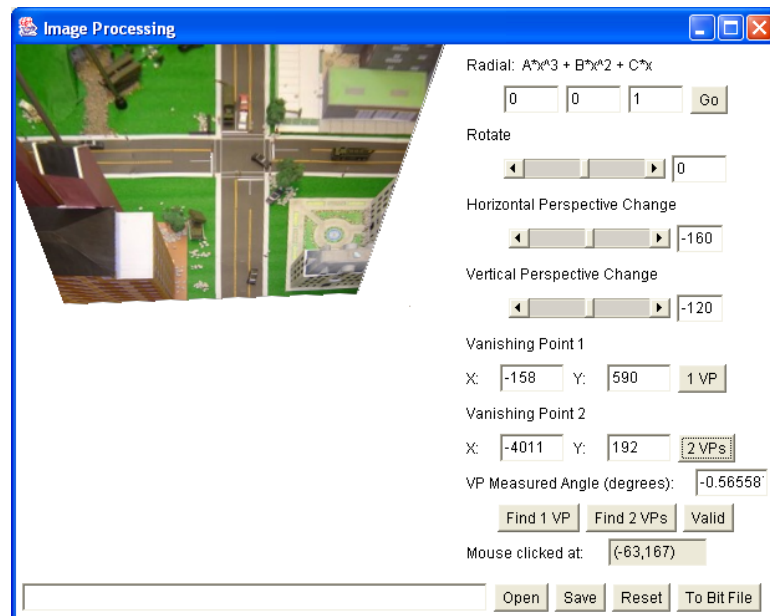 Image Processing
Radial: A*x^3 + B*x^2 + C*x
0 0 1 Go
Rotate
0
Horizontal Perspective Change
-160
Vertical Perspective Change
-120
Vanishing Point 1
X: -158 Y: 590 1 VP
Vanishing Point 2
X: -4011 Y: 192 2 VPs
VP Measured Angle (degrees): -0.56558
Find 1 VP Find 2 VPs Valid
Mouse clicked at: (-63,167)
Open Save Reset To Bit File